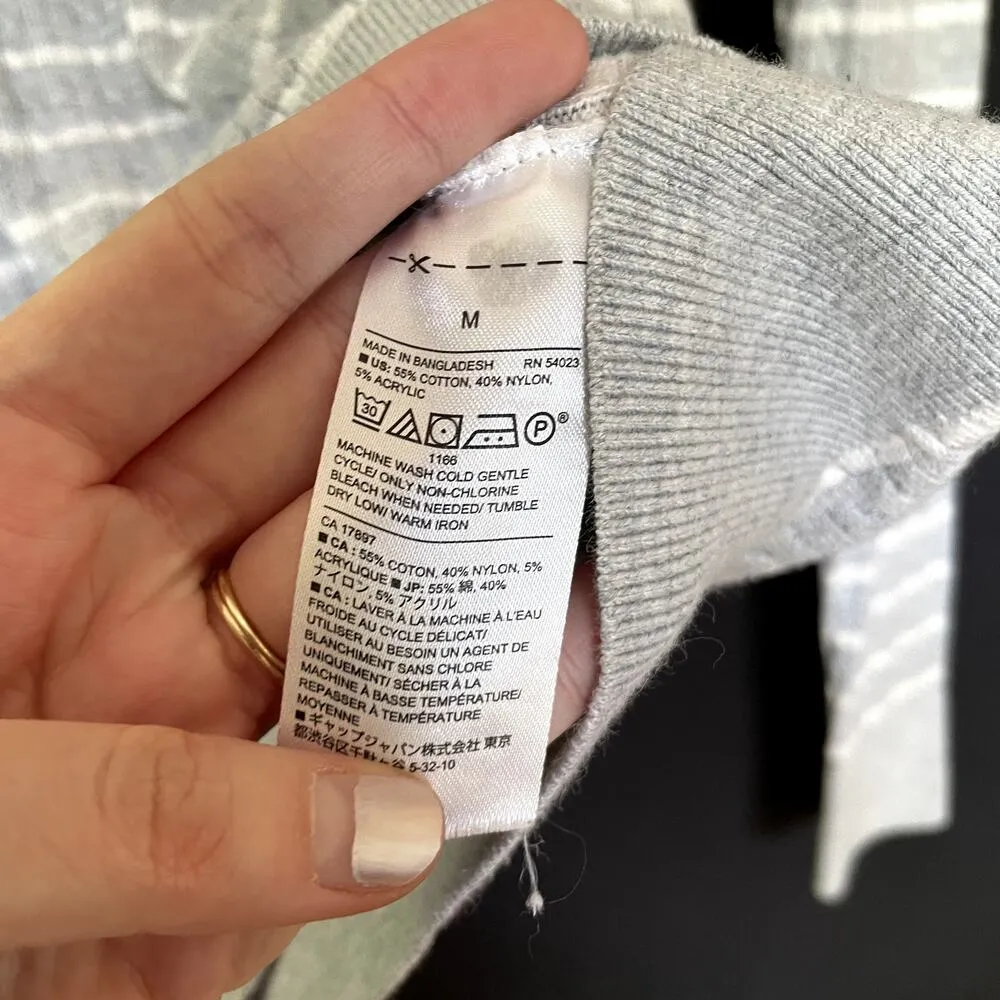 M
MADE IN BANGLADESH RN 54023
■ US: 55% COTTON, 40% NYLON,
5% ACRYLIC
30 P ®
1166
MACHINE WASH COLD GENTLE
CYCLE/ ONLY NON-CHLORINE
BLEACH WHEN NEEDED/ TUMBLE
DRY LOW/ WARM IRON
CA 17897
■ CA : 55% COTON, 40% NYLON, 5%
ACRYLIQUE ■ JP: 55% 綿, 40%
ナイロン, 5% アクリル
■ CA : LAVER À LA MACHINE À L'EAU
FROIDE AU CYCLE DÉLICAT/
UTILISER AU BESOIN UN AGENT DE
BLANCHIMENT SANS CHLORE
UNIQUEMENT/ SÉCHER À LA
MACHINE À BASSE TEMPÉRATURE/
REPASSER À TEMPÉRATURE
MOYENNE
■ ギャップジャパン株式会社 東京
都渋谷区千駄ヶ谷 5-32-10